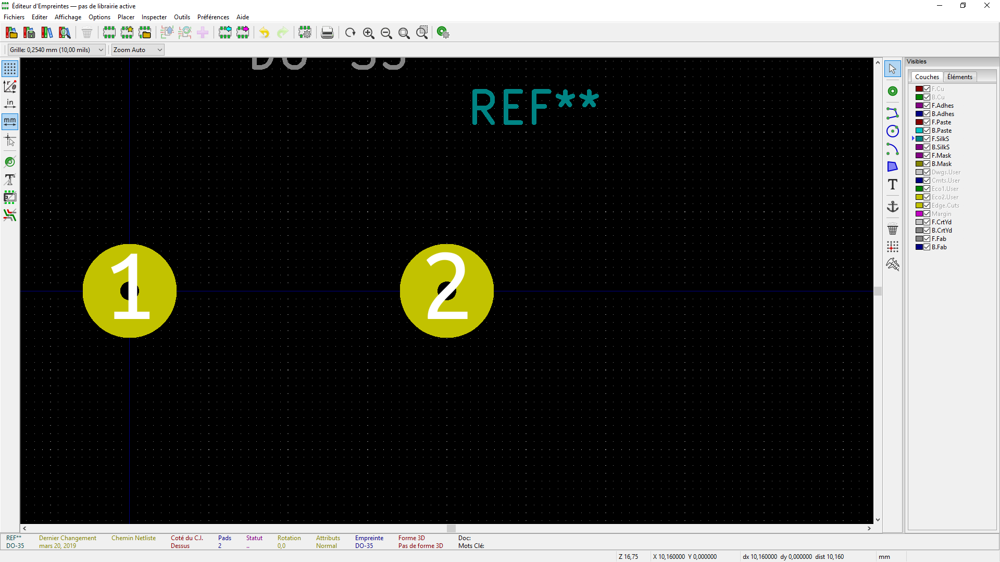 Éditeur d'Empreintes — pas de librairie active
Fichiers Editer Affichage Options Placer Inspecter Outils Préférences Aide
Grille: 0,2540 mm (10,00 mils) Zoom Auto
Visibles
Couches Éléments
F.Cu
B.Cu
F.Adhes
B.Adhes
F.Paste
B.Paste
F.SilkS
B.SilkS
F.Mask
B.Mask
Dwgs.User
Cmts.User
Eco1.User
Eco2.User
Edge.Cuts
Margin
F.CrtYd
B.CrtYd
F.Fab
B.Fab
in
mm
DO-35
REF**
1 2
REF** Dernier Changement Chemin Netliste Coté du C.I. Pads Statut Rotation Attributs Empreinte Forme 3D Doc:
DO-35 mars 20, 2019 Dessus 2 .. 0,0 Normal DO-35 Pas de forme 3D Mots Clé:
Z 16,75 X 10,160000 Y 0,000000 dx 10,160000 dy 0,000000 dist 10,160 mm